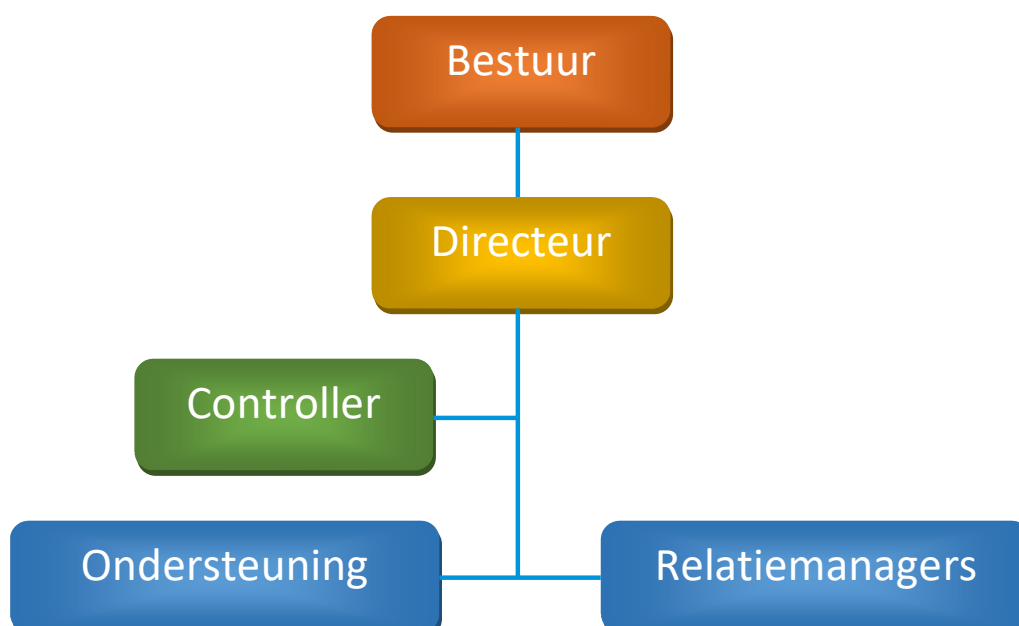 Bestuur
Directeur
Controller
Ondersteuning
Relatiemanagers